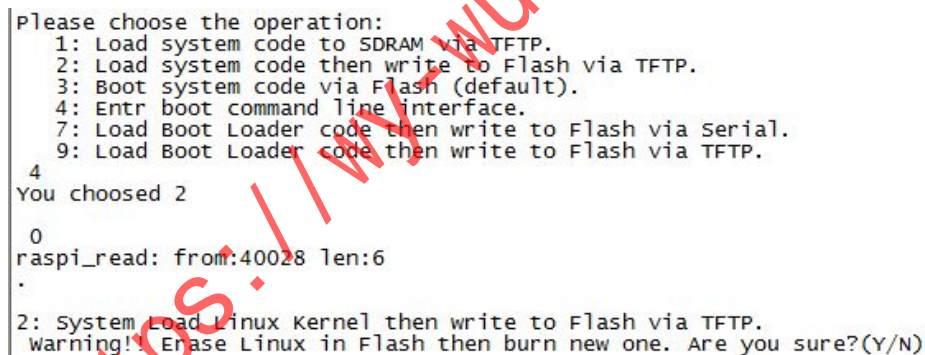 Please choose the operation:
1: Load system code to SDRAM via TFTP.
2: Load system code then write to Flash via TFTP.
3: Boot system code via Flash (default).
4: Entr boot command line interface.
7: Load Boot Loader code then write to Flash via Serial.
9: Load Boot Loader code then write to Flash via TFTP.
4
You choosed 2
0
raspi_read: from:40028 len:6
.
2: System Load Linux Kernel then write to Flash via TFTP.
Warning!! Erase Linux in Flash then burn new one. Are you sure?(Y/N)